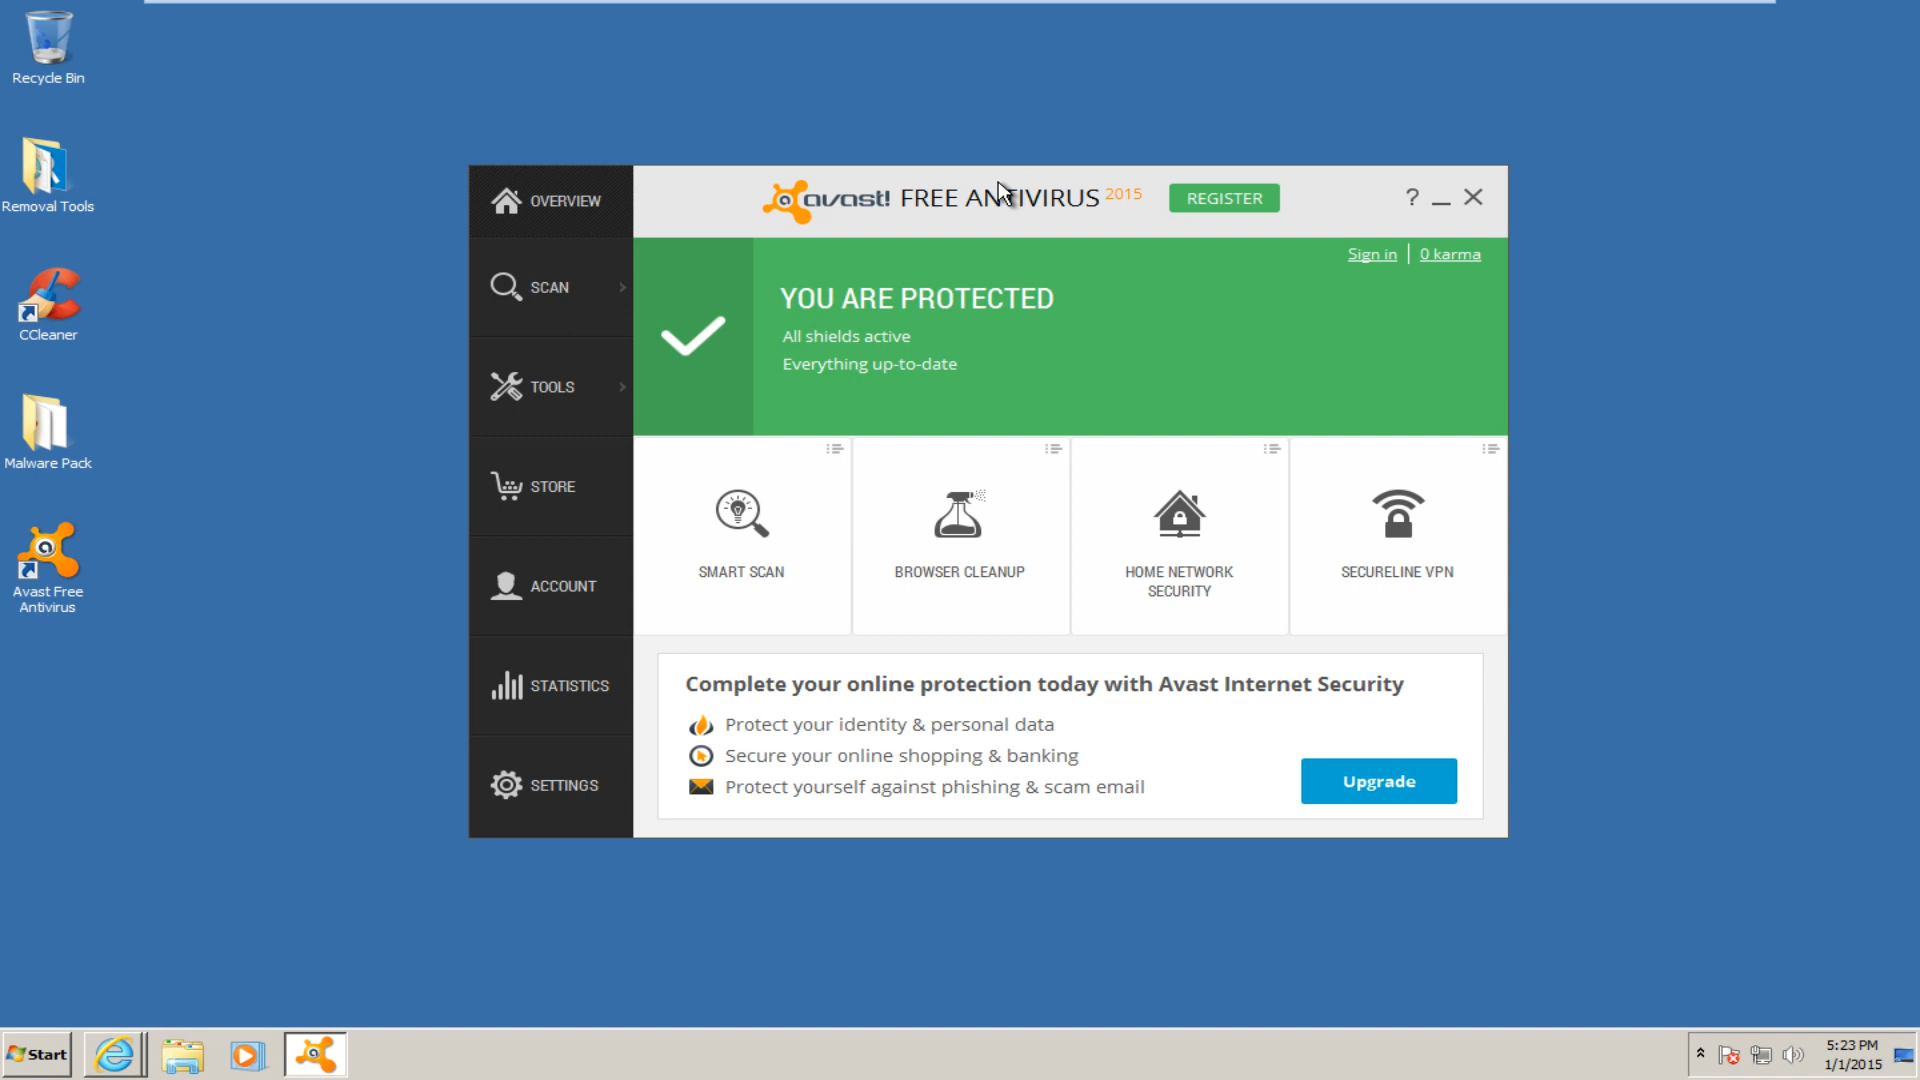 Recycle Bin
Removal Tools
CCleaner
Malware Pack
Avast Free
Antivirus
OVERVIEW
SCAN
TOOLS
STORE
ACCOUNT
STATISTICS
SETTINGS
avast! FREE ANTIVIRUS 2015
REGISTER
?
Sign in | 0 karma
YOU ARE PROTECTED
All shields active
Everything up-to-date
SMART SCAN
BROWSER CLEANUP
HOME NETWORK
SECURITY
SECURELINE VPN
Complete your online protection today with Avast Internet Security
Protect your identity & personal data
Secure your online shopping & banking
Protect yourself against phishing & scam email
Upgrade
Start
5:23 PM
1/1/2015